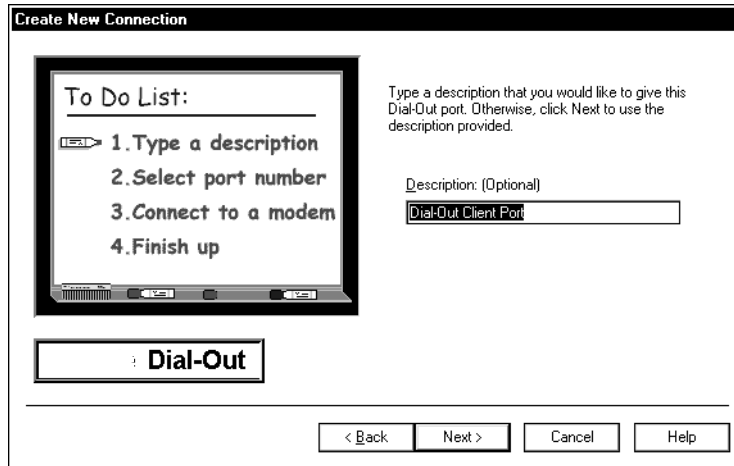 Create New Connection
To Do List:
1.Type a description
2.Select port number
3.Connect to a modem
4.Finish up
Type a description that you would like to give this
Dial-Out port. Otherwise, click Next to use the
description provided.
Description: (Optional)
Dial-Out Client Port
Dial-Out
< Back
Next >
Cancel
Help